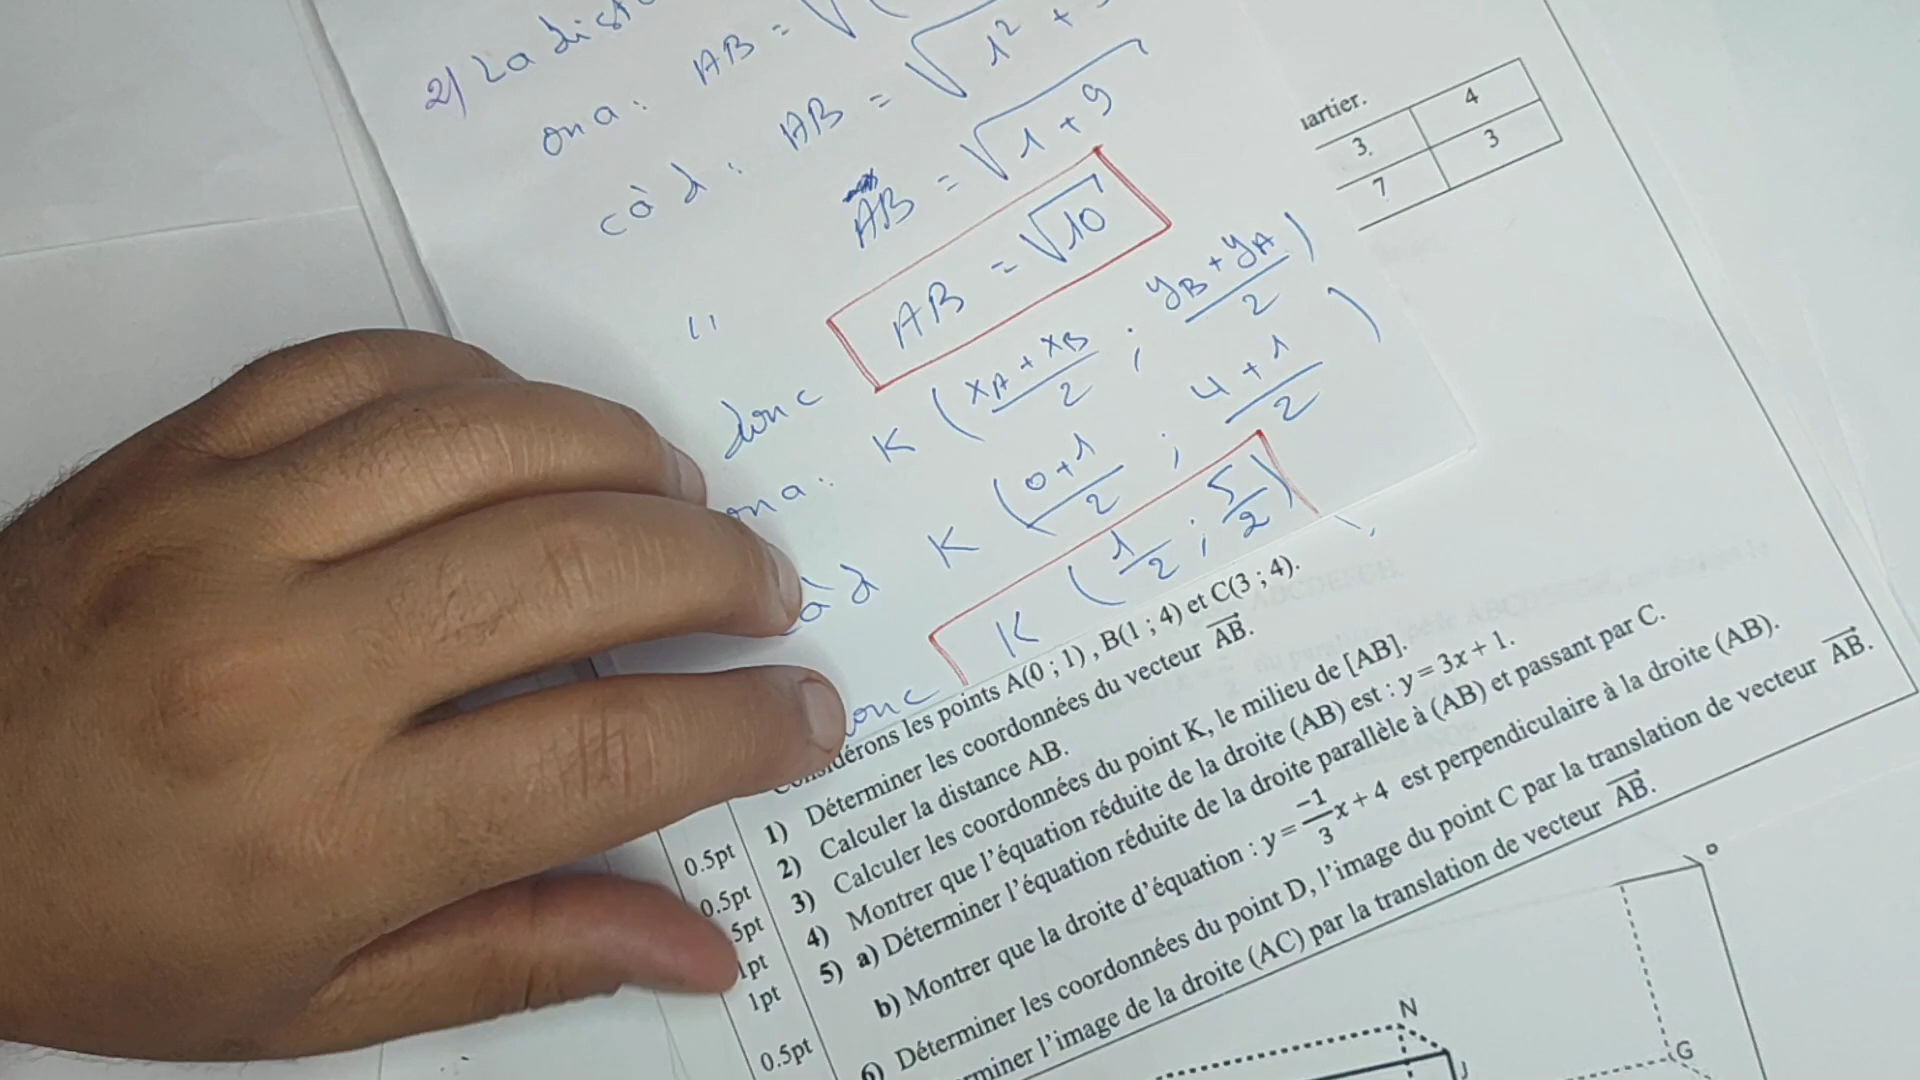 2) La
on a : AB = √(
càd : AB = √1² +
AB = √1 + 9
AB = √10
donc
on a : K ( xA + xB / 2 ; yB + yA / 2 )
càd K ( 0 + 1 / 2 ; 4 + 1 / 2 )
donc K ( 1/2 ; 5/2 )
artier.
3. 4
7 3
les points A(0 ; 1) , B(1 ; 4) et C(3 ; 4).
0.5pt 1) Déterminer les coordonnées du vecteur AB.
0.5pt 2) Calculer la distance AB.
5pt 3) Calculer les coordonnées du point K, le milieu de [AB].
1pt 4) Montrer que l'équation réduite de la droite (AB) est : y = 3x + 1.
1pt 5) a) Déterminer l'équation réduite de la droite parallèle à (AB) et passant par C.
b) Montrer que la droite d'équation : y = -1/3 x + 4 est perpendiculaire à la droite (AB).
0.5pt 6) Déterminer les coordonnées du point D, l'image du point C par la translation de vecteur AB.
miner l'image de la droite (AC) par la translation de vecteur AB.
N
J
G